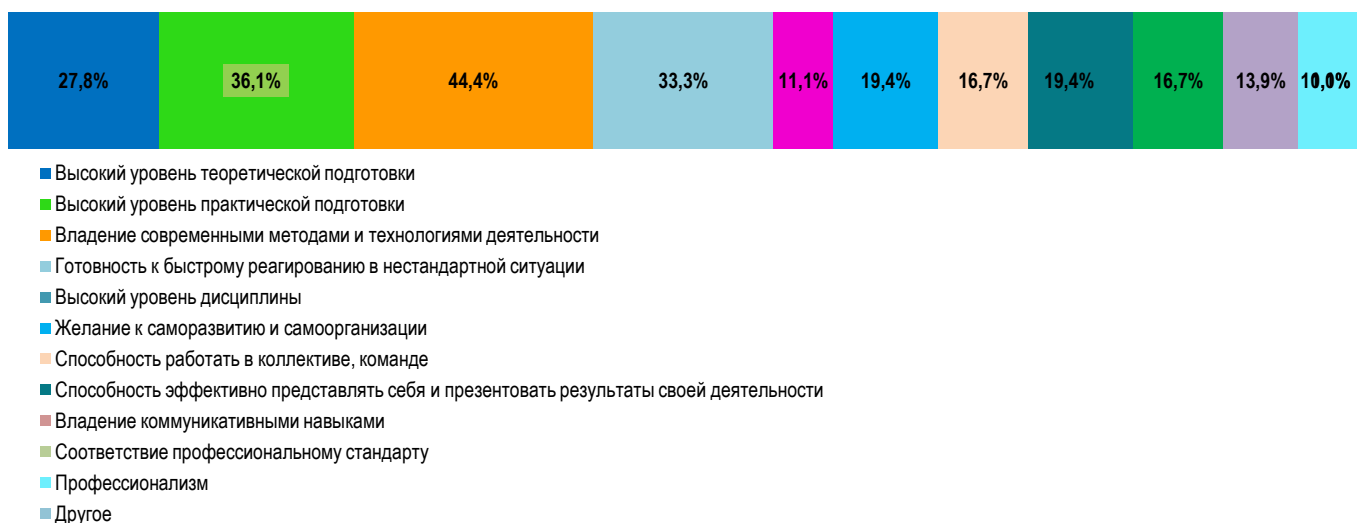 27,8% 36,1% 44,4% 33,3% 11,1% 19,4% 16,7% 19,4% 16,7% 13,9%
Высокий уровень теоретической подготовки
Высокий уровень практической подготовки
Владение современными методами и технологиями деятельности
Готовность к быстрому реагированию в нестандартной ситуации
Высокий уровень дисциплины
Желание к саморазвитию и самоорганизации
Способность работать в коллективе, команде
Способность эффективно представлять себя и презентовать результаты своей деятельности
Владение коммуникативными навыками
Соответствие профессиональному стандарту
Профессионализм
Другое